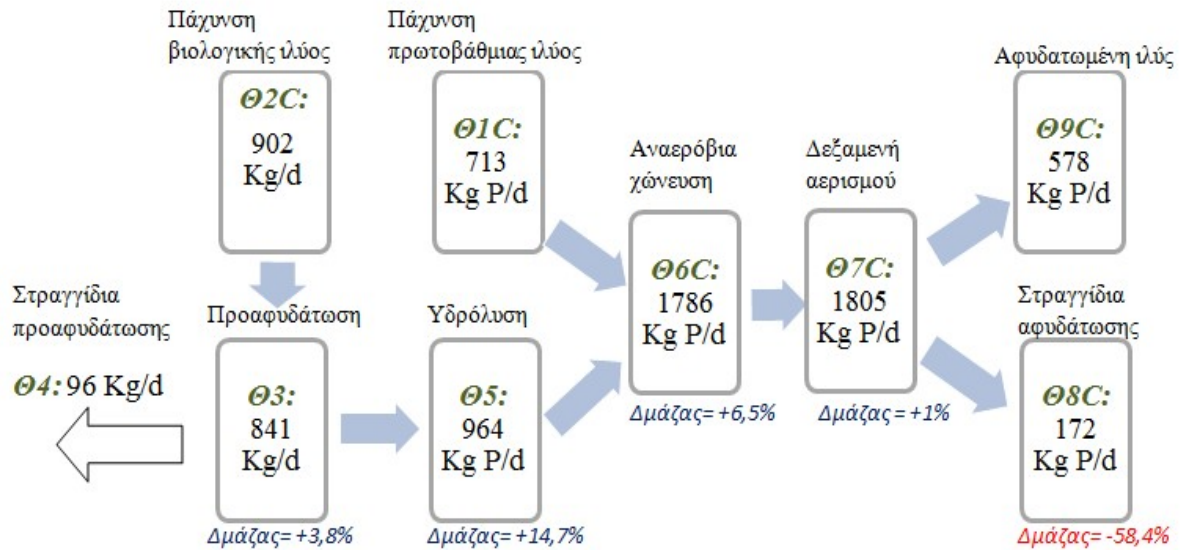 Πάχυνση
βιολογικής ιλύος
Θ2C:
902
Kg/d
Πάχυνση
πρωτοβάθμιας ιλύος
Θ1C:
713
Kg P/d
Αναερόβια
χώνευση
Θ6C:
1786
Kg P/d
Δμάζας= +6,5%
Δεξαμενή
αερισμού
Θ7C:
1805
Kg P/d
Δμάζας= +1%
Αφυδατωμένη ιλύς
Θ9C:
578
Kg P/d
Στραγγίδια
προαφυδάτωσης
Θ4: 96 Kg/d
Προαφυδάτωση
Θ3:
841
Kg/d
Δμάζας= +3,8%
Υδρόλυση
Θ5:
964
Kg P/d
Δμάζας= +14,7%
Στραγγίδια
αφυδάτωσης
Θ8C:
172
Kg P/d
Δμάζας= -58,4%